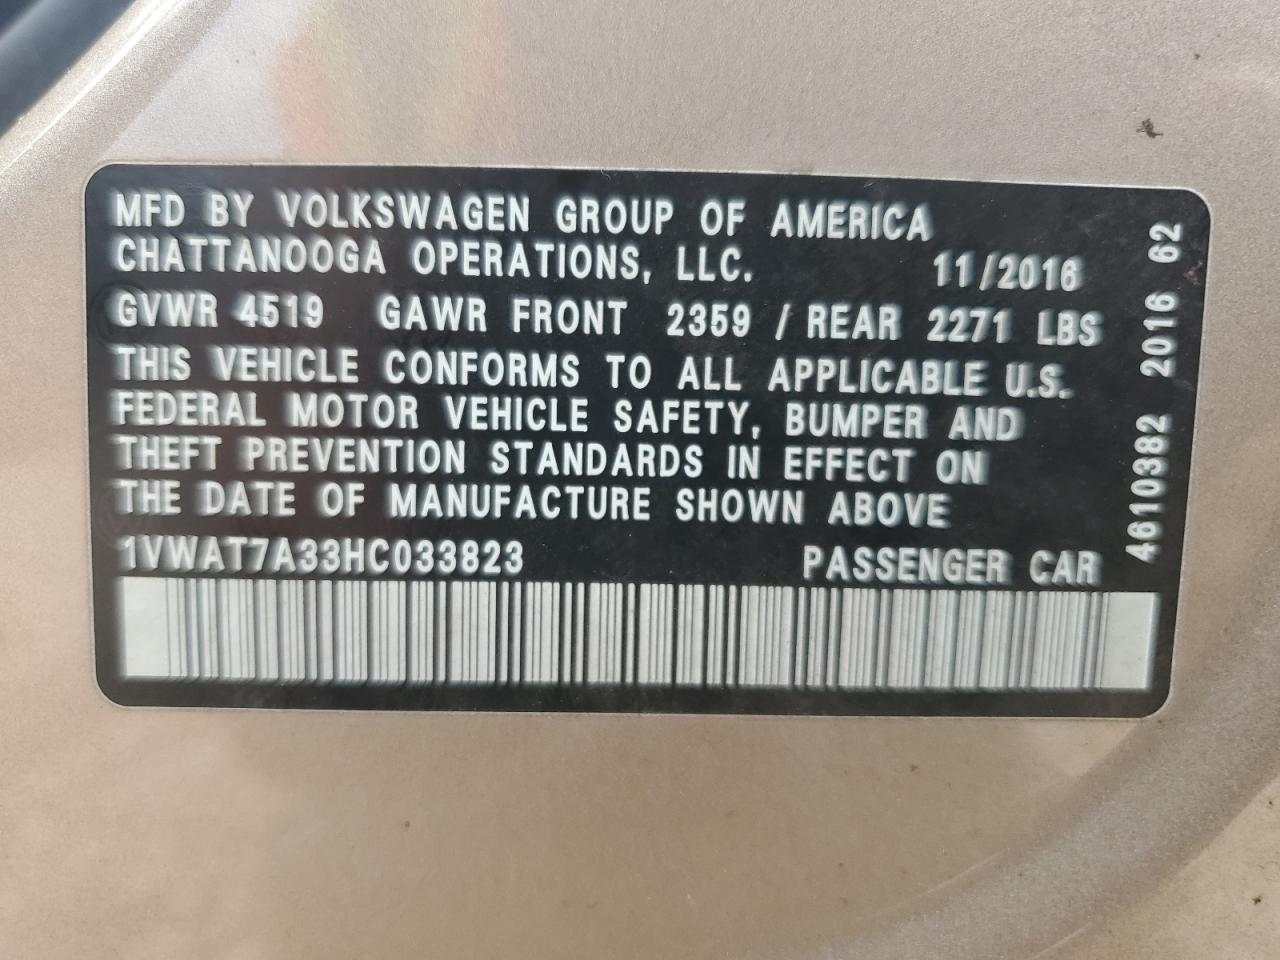 MFD BY VOLKSWAGEN GROUP OF AMERICA
CHATTANOOGA OPERATIONS, LLC. 11/2016
GVWR 4519 GAWR FRONT 2359 / REAR 2271 LBS
THIS VEHICLE CONFORMS TO ALL APPLICABLE U.S.
FEDERAL MOTOR VEHICLE SAFETY, BUMPER AND
THEFT PREVENTION STANDARDS IN EFFECT ON
THE DATE OF MANUFACTURE SHOWN ABOVE
1VWAT7A33HC033823 PASSENGER CAR
4610382 2016 62